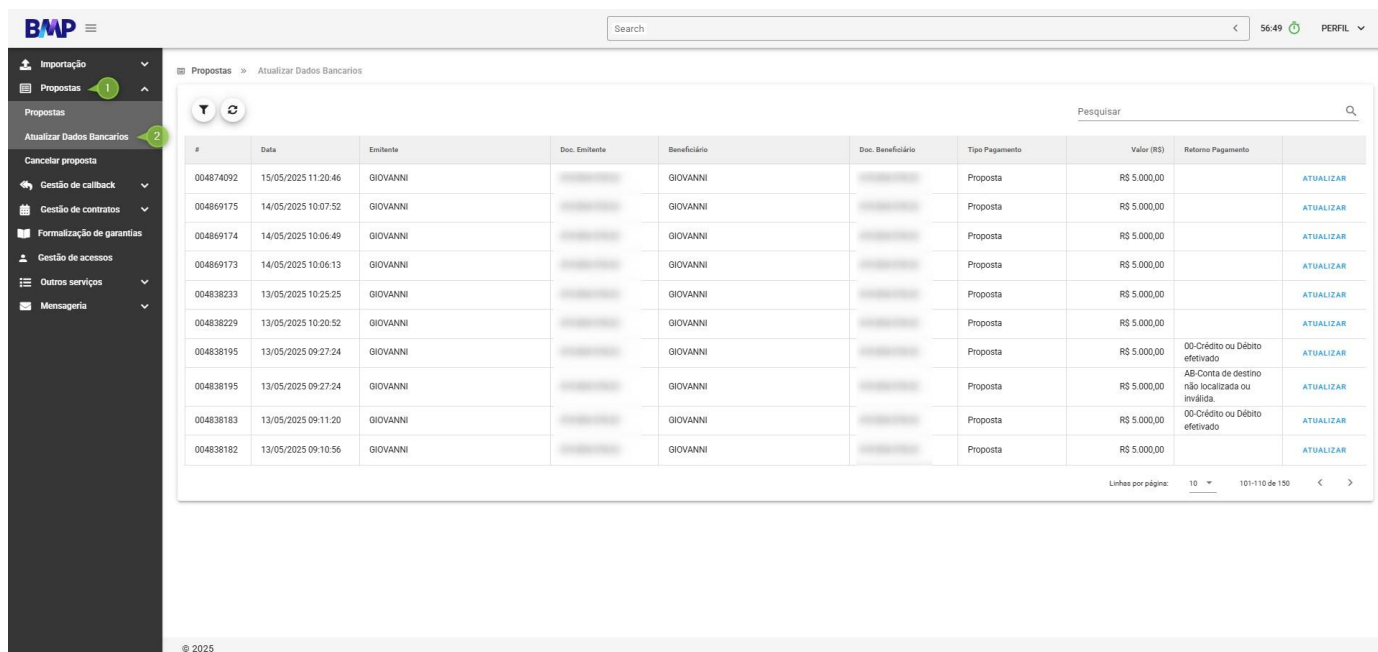 BMP
Search
56:49
PERFIL
Importação
Propostas
1
Propostas
Atualizar Dados Bancarios
2
Cancelar proposta
Gestão de callback
Gestão de contratos
Formalização de garantias
Gestão de acessos
Outros serviços
Mensageria
Propostas » Atualizar Dados Bancarios
Pesquisar
# Data Emitente Doc. Emitente Beneficiário Doc. Beneficiário Tipo Pagamento Valor (R$) Retorno Pagamento
004874092 15/05/2025 11:20:46 GIOVANNI GIOVANNI Proposta R$ 5.000,00 ATUALIZAR
004869175 14/05/2025 10:07:52 GIOVANNI GIOVANNI Proposta R$ 5.000,00 ATUALIZAR
004869174 14/05/2025 10:06:49 GIOVANNI GIOVANNI Proposta R$ 5.000,00 ATUALIZAR
004869173 14/05/2025 10:06:13 GIOVANNI GIOVANNI Proposta R$ 5.000,00 ATUALIZAR
004838233 13/05/2025 10:25:25 GIOVANNI GIOVANNI Proposta R$ 5.000,00 ATUALIZAR
004838229 13/05/2025 10:20:52 GIOVANNI GIOVANNI Proposta R$ 5.000,00 ATUALIZAR
004838195 13/05/2025 09:27:24 GIOVANNI GIOVANNI Proposta R$ 5.000,00 00-Crédito ou Débito efetivado ATUALIZAR
004838195 13/05/2025 09:27:24 GIOVANNI GIOVANNI Proposta R$ 5.000,00 AB-Conta de destino não localizada ou inválida. ATUALIZAR
004838183 13/05/2025 09:11:20 GIOVANNI GIOVANNI Proposta R$ 5.000,00 00-Crédito ou Débito efetivado ATUALIZAR
004838182 13/05/2025 09:10:56 GIOVANNI GIOVANNI Proposta R$ 5.000,00 ATUALIZAR
Linhas por página: 10 101-110 de 150
© 2025